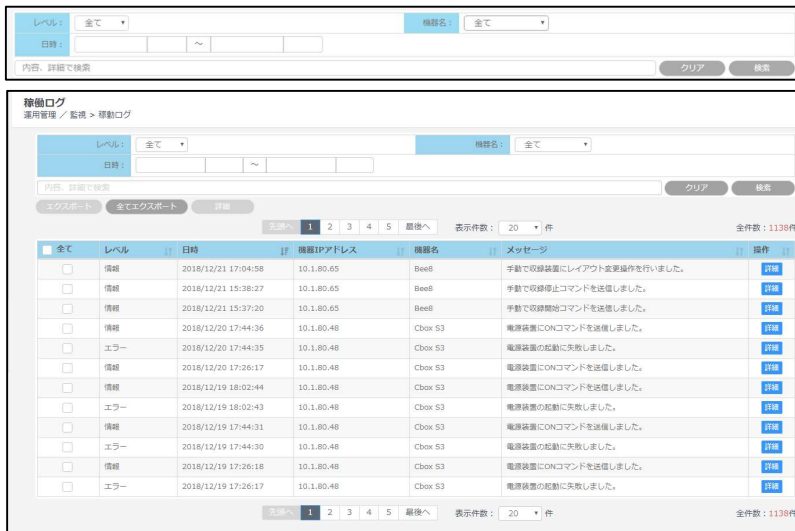 レベル： 全て 機器名： 全て
日時： ～
内容、詳細で検索 クリア 検索
稼働ログ
運用管理 ／ 監視 > 稼動ログ
レベル： 全て 機器名： 全て
日時： ～
内容、詳細で検索 クリア 検索
エクスポート 全てエクスポート 詳細
先頭へ 1 2 3 4 5 最後へ 表示件数： 20 件 全件数：1138件
全て レベル 日時 機器IPアドレス 機器名 メッセージ 操作
情報 2018/12/21 17:04:58 10.1.80.65 Bee8 手動で収録装置にレイアウト変更操作を行いました。 詳細
情報 2018/12/21 15:38:27 10.1.80.65 Bee8 手動で収録停止コマンドを送信しました。 詳細
情報 2018/12/21 15:37:20 10.1.80.65 Bee8 手動で収録開始コマンドを送信しました。 詳細
情報 2018/12/20 17:44:36 10.1.80.48 Cbox S3 電源装置にONコマンドを送信しました。 詳細
エラー 2018/12/20 17:44:35 10.1.80.48 Cbox S3 電源装置の起動に失敗しました。 詳細
情報 2018/12/20 17:26:17 10.1.80.48 Cbox S3 電源装置にONコマンドを送信しました。 詳細
情報 2018/12/19 18:02:44 10.1.80.48 Cbox S3 電源装置にONコマンドを送信しました。 詳細
エラー 2018/12/19 18:02:43 10.1.80.48 Cbox S3 電源装置の起動に失敗しました。 詳細
情報 2018/12/19 17:44:31 10.1.80.48 Cbox S3 電源装置にONコマンドを送信しました。 詳細
エラー 2018/12/19 17:44:30 10.1.80.48 Cbox S3 電源装置の起動に失敗しました。 詳細
情報 2018/12/19 17:26:18 10.1.80.48 Cbox S3 電源装置にONコマンドを送信しました。 詳細
エラー 2018/12/19 17:26:17 10.1.80.48 Cbox S3 電源装置の起動に失敗しました。 詳細
先頭へ 1 2 3 4 5 最後へ 表示件数： 20 件 全件数：1138件